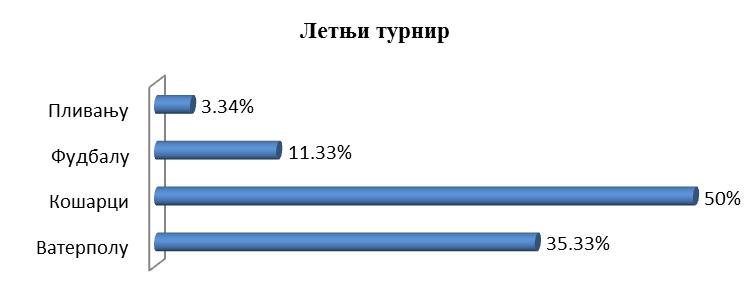 Летњи турнир
Пливању 3.34%
Фудбалу 11.33%
Кошарци 50%
Ватерполу 35.33%